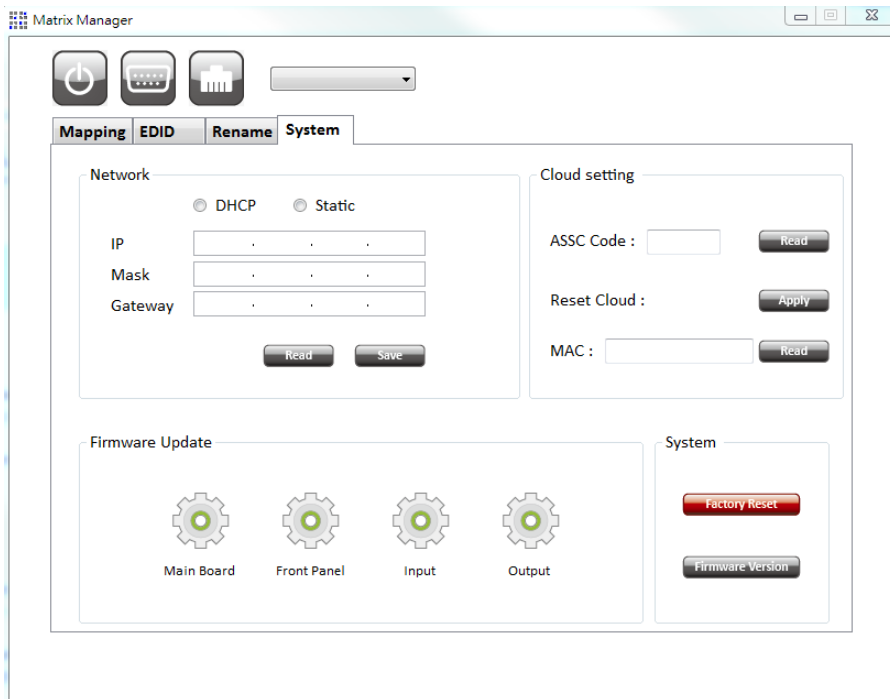 Matrix Manager
Mapping EDID Rename System
Network
DHCP Static
IP
Mask
Gateway
Read Save
Cloud setting
ASSC Code : Read
Reset Cloud : Apply
MAC : Read
Firmware Update
Main Board Front Panel Input Output
System
Factory Reset
Firmware Version